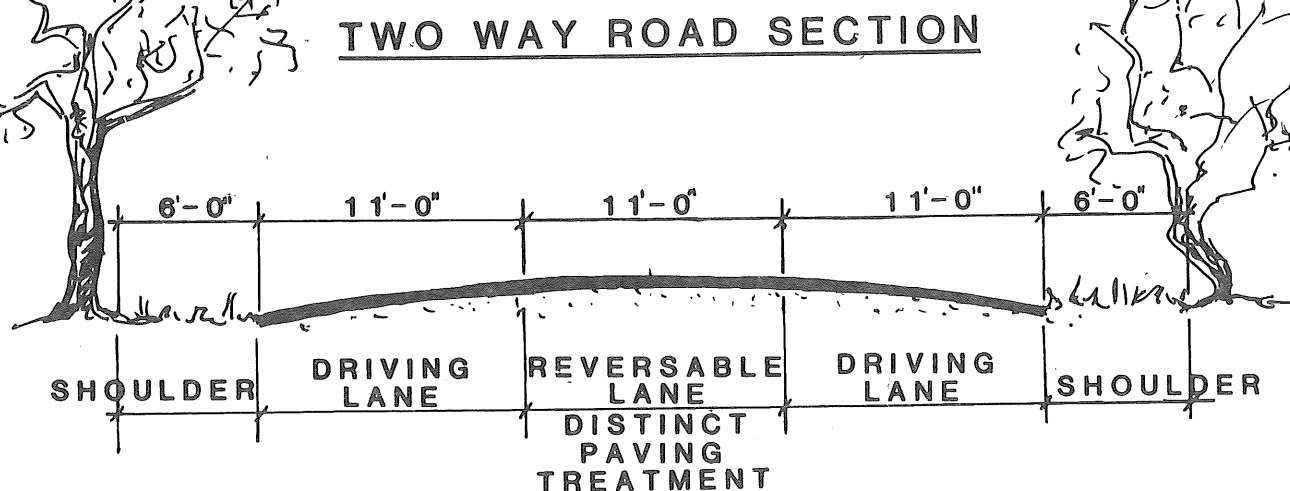 TWO WAY ROAD SECTION
6'-0" 11'-0" 11'-0" 11'-0" 6'-0"
SHOULDER
DRIVING
LANE
REVERSABLE
LANE
DISTINCT
PAVING
TREATMENT
DRIVING
LANE
SHOULDER